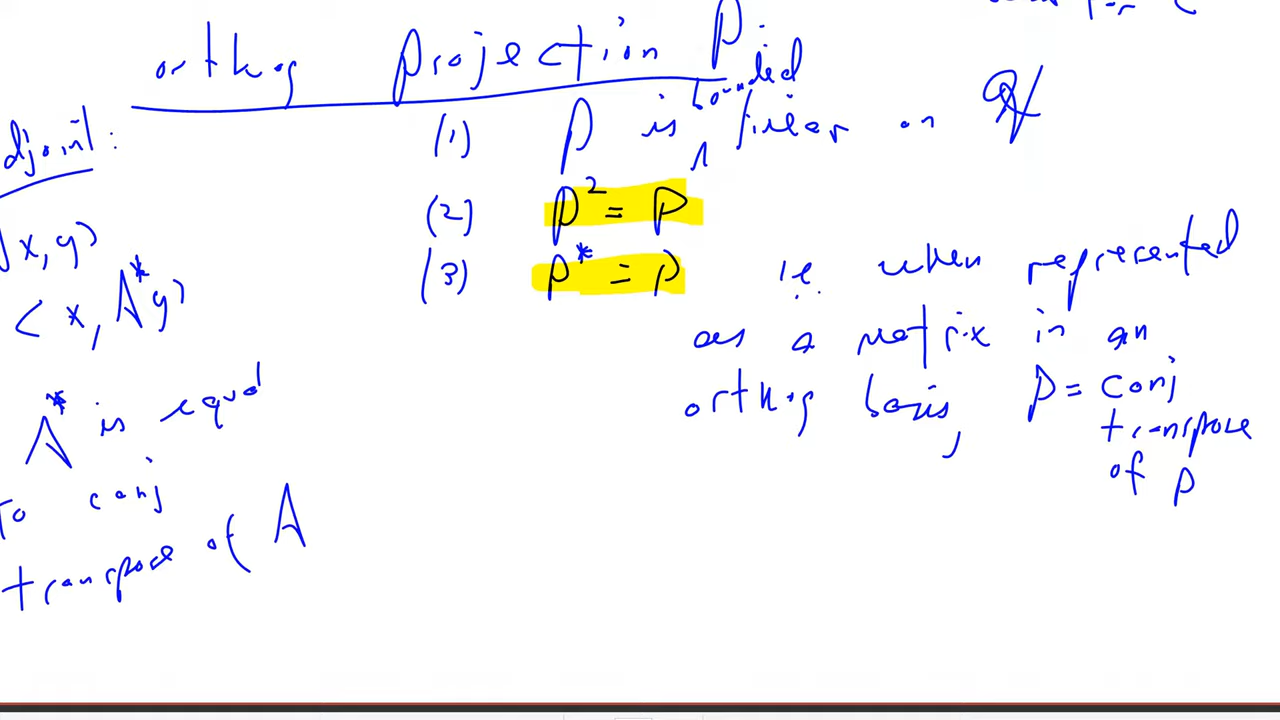 orthog projection P
(1) P is bounded linear on H
(2) P² = P
(3) P* = P
ie when represented
as a matrix in an
orthog basis, P = conj
transpose
of P
djoint:
x, y)
< x, A* y)
A* is equal
To conj
transpose of A